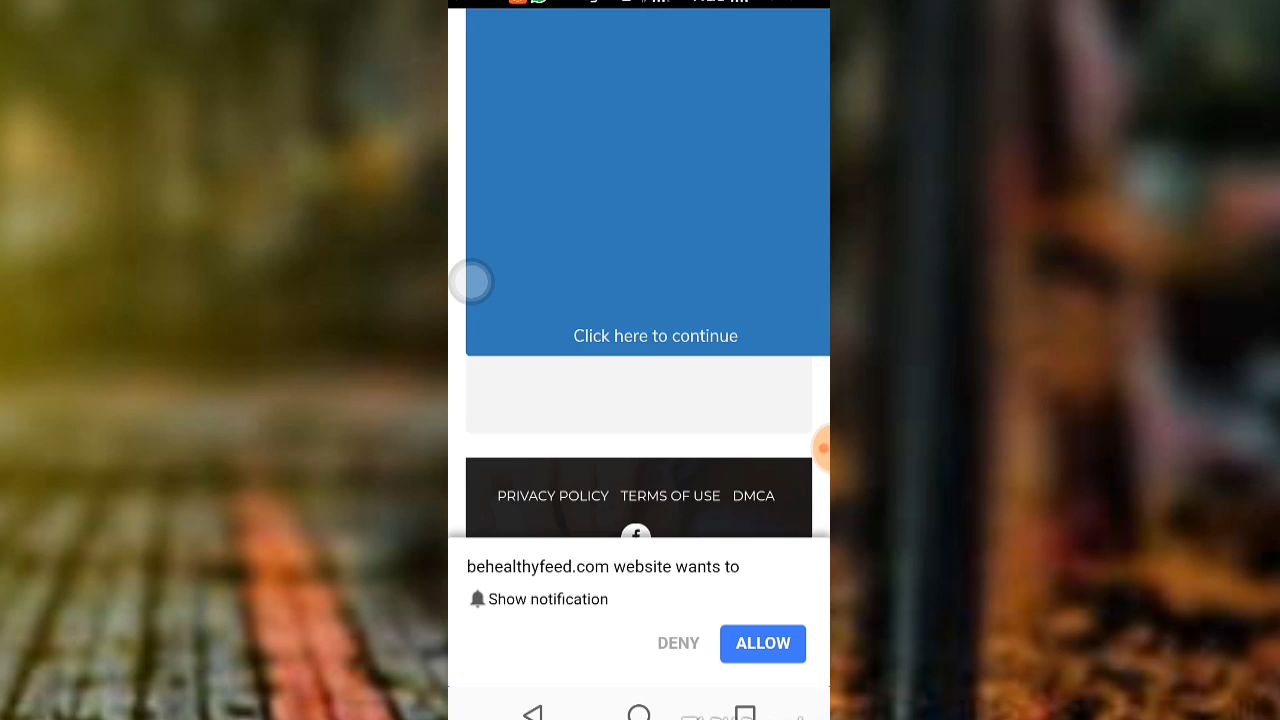 Click here to continue
PRIVACY POLICY TERMS OF USE DMCA
behealthyfeed.com website wants to
Show notification
DENY ALLOW